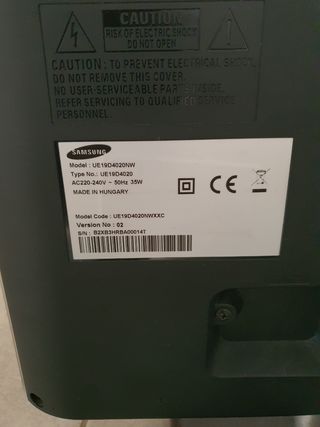 CAUTION
RISK OF ELECTRIC SHOCK
DO NOT OPEN
CAUTION : TO PREVENT ELECTRICAL SHOCK,
DO NOT REMOVE THIS COVER.
NO USER-SERVICEABLE PARTS INSIDE.
REFER SERVICING TO QUALIFIED SERVICE
PERSONNEL.
SAMSUNG
Model : UE19D4020NW
Type No.: UE19D4020
AC220-240V ~ 50Hz 35W
MADE IN HUNGARY
CE
Model Code : UE19D4020NWXXC
Version No : 02
S/N : B2XB3HRBA00014T